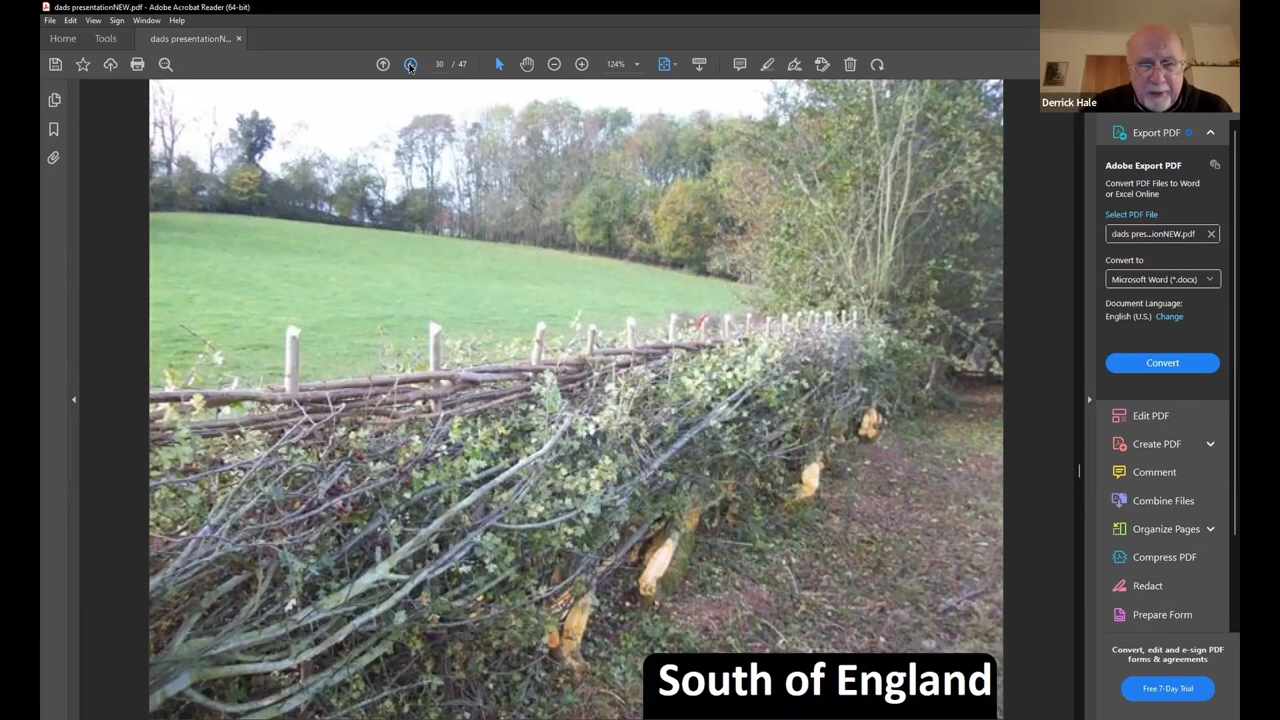 dads presentationNEW.pdf - Adobe Acrobat Reader (64-bit)
File Edit View Sign Window Help
Home Tools dads presentationN... ×
30 / 47 124%
Derrick Hale
Export PDF
Adobe Export PDF
Convert PDF Files to Word
or Excel Online
Select PDF File
dads pres...ionNEW.pdf
Convert to
Microsoft Word (*.docx)
Document Language:
English (U.S.) Change
Convert
Edit PDF
Create PDF
Comment
Combine Files
Organize Pages
Compress PDF
Redact
Prepare Form
Convert, edit and e-sign PDF
forms & agreements
Free 7-Day Trial
South of England